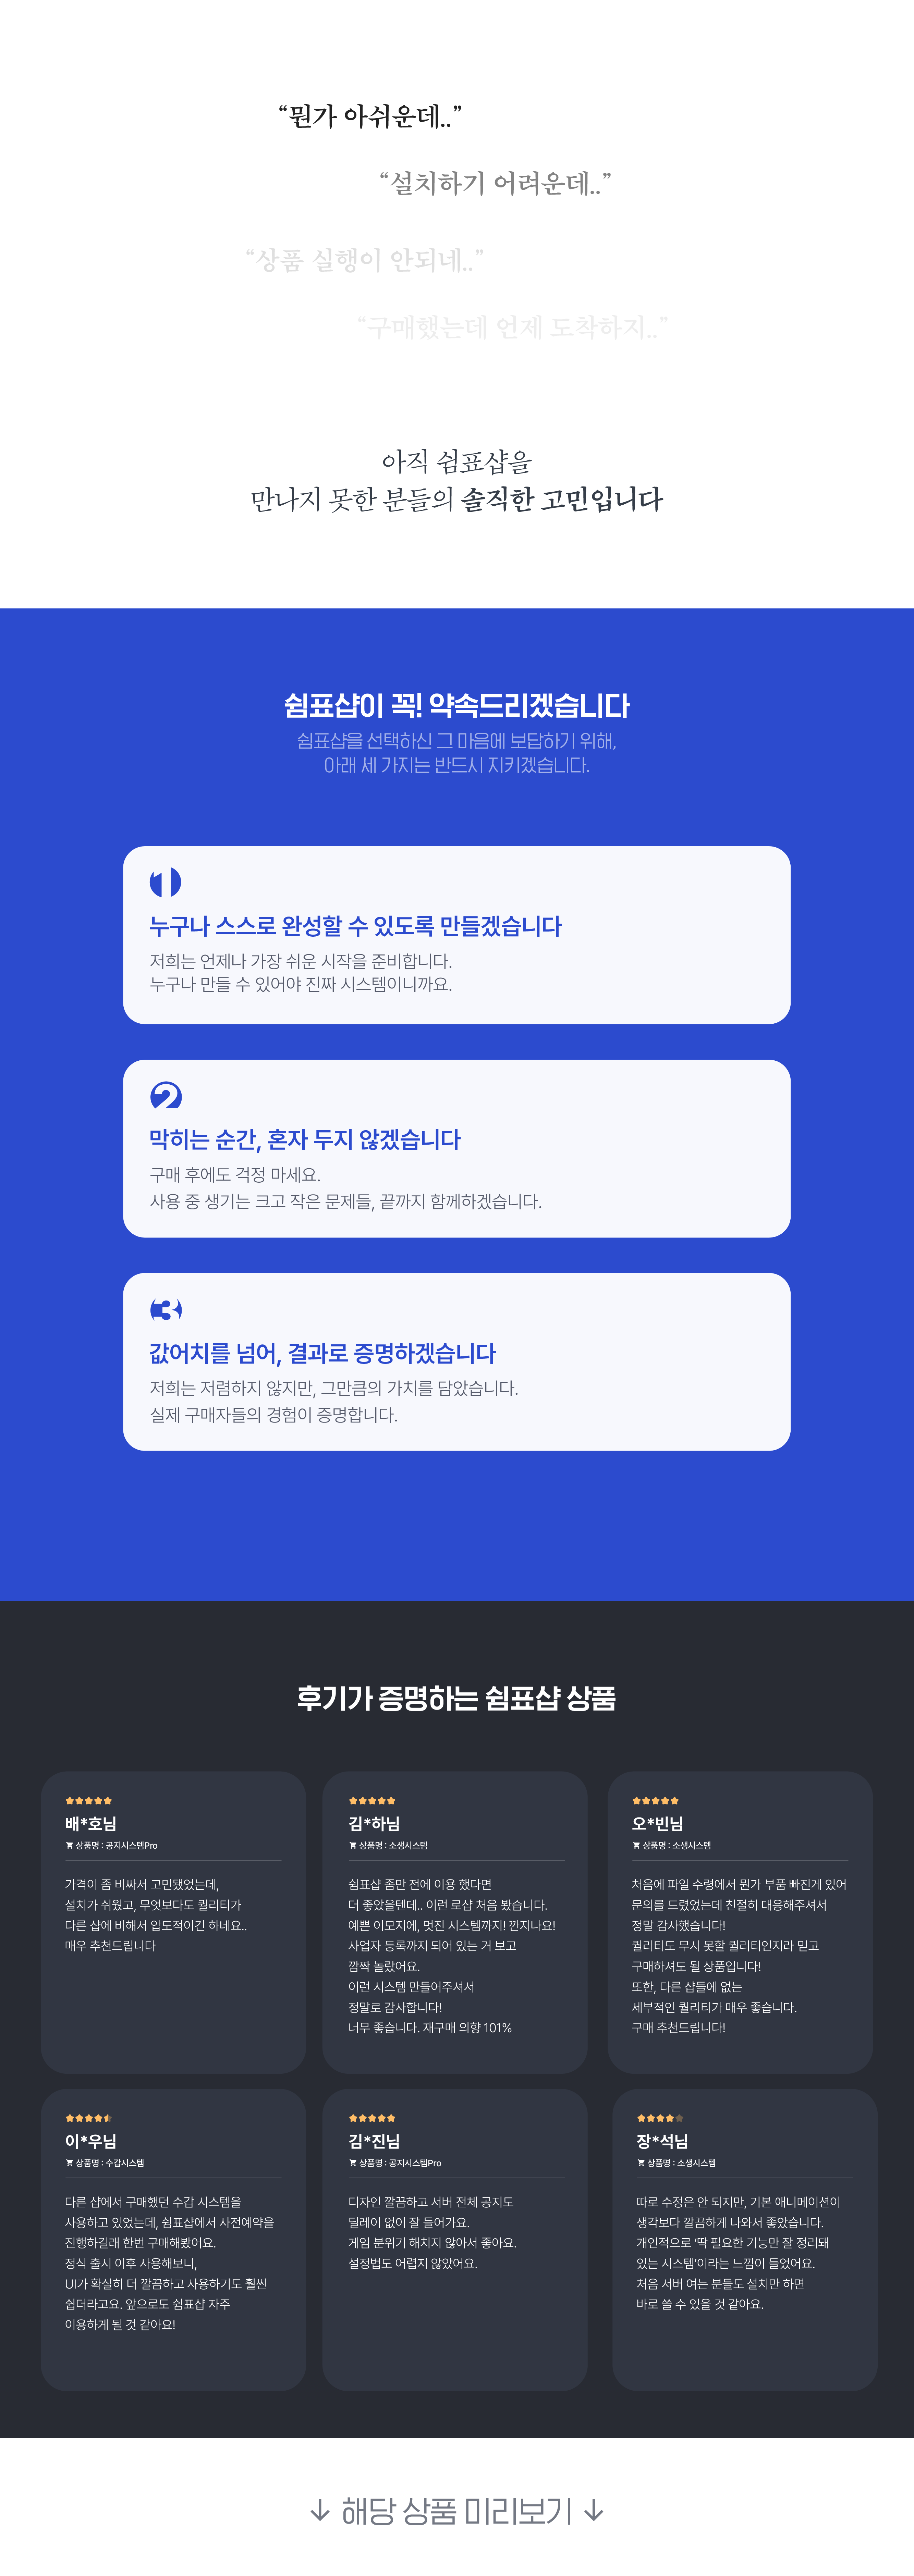 “뭔가 아쉬운데..”
“설치하기 어려운데..”
“상품 실행이 안되네..”
“구매했는데 언제 도착하지..”
아직 쉼표샵을
만나지 못한 분들의 솔직한 고민입니다
쉼표샵이 꼭! 약속드리겠습니다
쉼표샵을 선택하신 그 마음에 보답하기 위해,
아래 세 가지는 반드시 지키겠습니다.
1
누구나 스스로 완성할 수 있도록 만들겠습니다
저희는 언제나 가장 쉬운 시작을 준비합니다.
누구나 만들 수 있어야 진짜 시스템이니까요.
2
막히는 순간, 혼자 두지 않겠습니다
구매 후에도 걱정 마세요.
사용 중 생기는 크고 작은 문제들, 끝까지 함께하겠습니다.
3
값어치를 넘어, 결과로 증명하겠습니다
저희는 저렴하지 않지만, 그만큼의 가치를 담았습니다.
실제 구매자들의 경험이 증명합니다.
후기가 증명하는 쉼표샵 상품
배*호님
상품명 : 공지시스템Pro
가격이 좀 비싸서 고민됐었는데,
설치가 쉬웠고, 무엇보다도 퀄리티가
다른 샵에 비해서 압도적이긴 하네요..
매우 추천드립니다
김*하님
상품명 : 소생시스템
쉼표샵 좀만 전에 이용 했다면
더 좋았을텐데.. 이런 로샵 처음 봤습니다.
예쁜 이모지에, 멋진 시스템까지! 깐지나요!
사업자 등록까지 되어 있는 거 보고
깜짝 놀랐어요.
이런 시스템 만들어주셔서
정말로 감사합니다!
너무 좋습니다. 재구매 의향 101%
오*빈님
상품명 : 소생시스템
처음에 파일 수령에서 뭔가 부품 빠진게 있어
문의를 드렸었는데 친절히 대응해주셔서
정말 감사했습니다!
퀄리티도 무시 못할 퀄리티인지라 믿고
구매하셔도 될 상품입니다!
또한, 다른 샵들에 없는
세부적인 퀄리티가 매우 좋습니다.
구매 추천드립니다!
이*우님
상품명 : 수갑시스템
다른 샵에서 구매했던 수갑 시스템을
사용하고 있었는데, 쉼표샵에서 사전예약을
진행하길래 한번 구매해봤어요.
정식 출시 이후 사용해보니,
UI가 확실히 더 깔끔하고 사용하기도 훨씬
쉽더라고요. 앞으로도 쉼표샵 자주
이용하게 될 것 같아요!
김*진님
상품명 : 공지시스템Pro
디자인 깔끔하고 서버 전체 공지도
딜레이 없이 잘 들어가요.
게임 분위기 해치지 않아서 좋아요.
설정법도 어렵지 않았어요.
장*석님
상품명 : 소생시스템
따로 수정은 안 되지만, 기본 애니메이션이
생각보다 깔끔하게 나와서 좋았습니다.
개인적으로 ‘딱 필요한 기능만 잘 정리돼
있는 시스템’이라는 느낌이 들었어요.
처음 서버 여는 분들도 설치만 하면
바로 쓸 수 있을 것 같아요.
↓ 해당 상품 미리보기 ↓